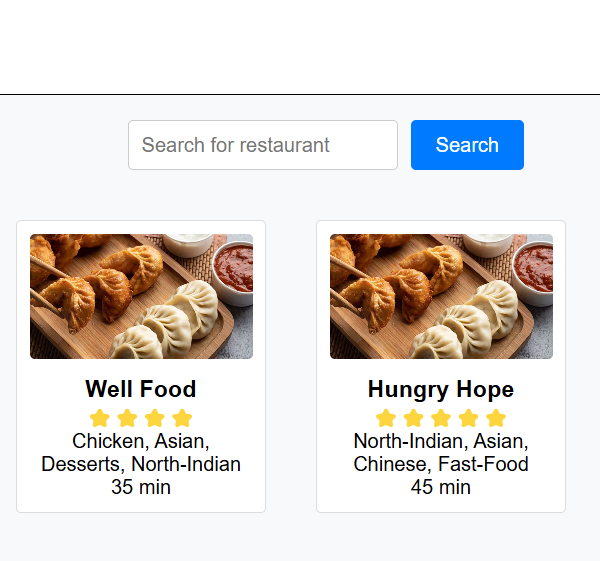 Search for restaurant
Search
Well Food
Chicken, Asian,
Desserts, North-Indian
35 min
Hungry Hope
North-Indian, Asian,
Chinese, Fast-Food
45 min